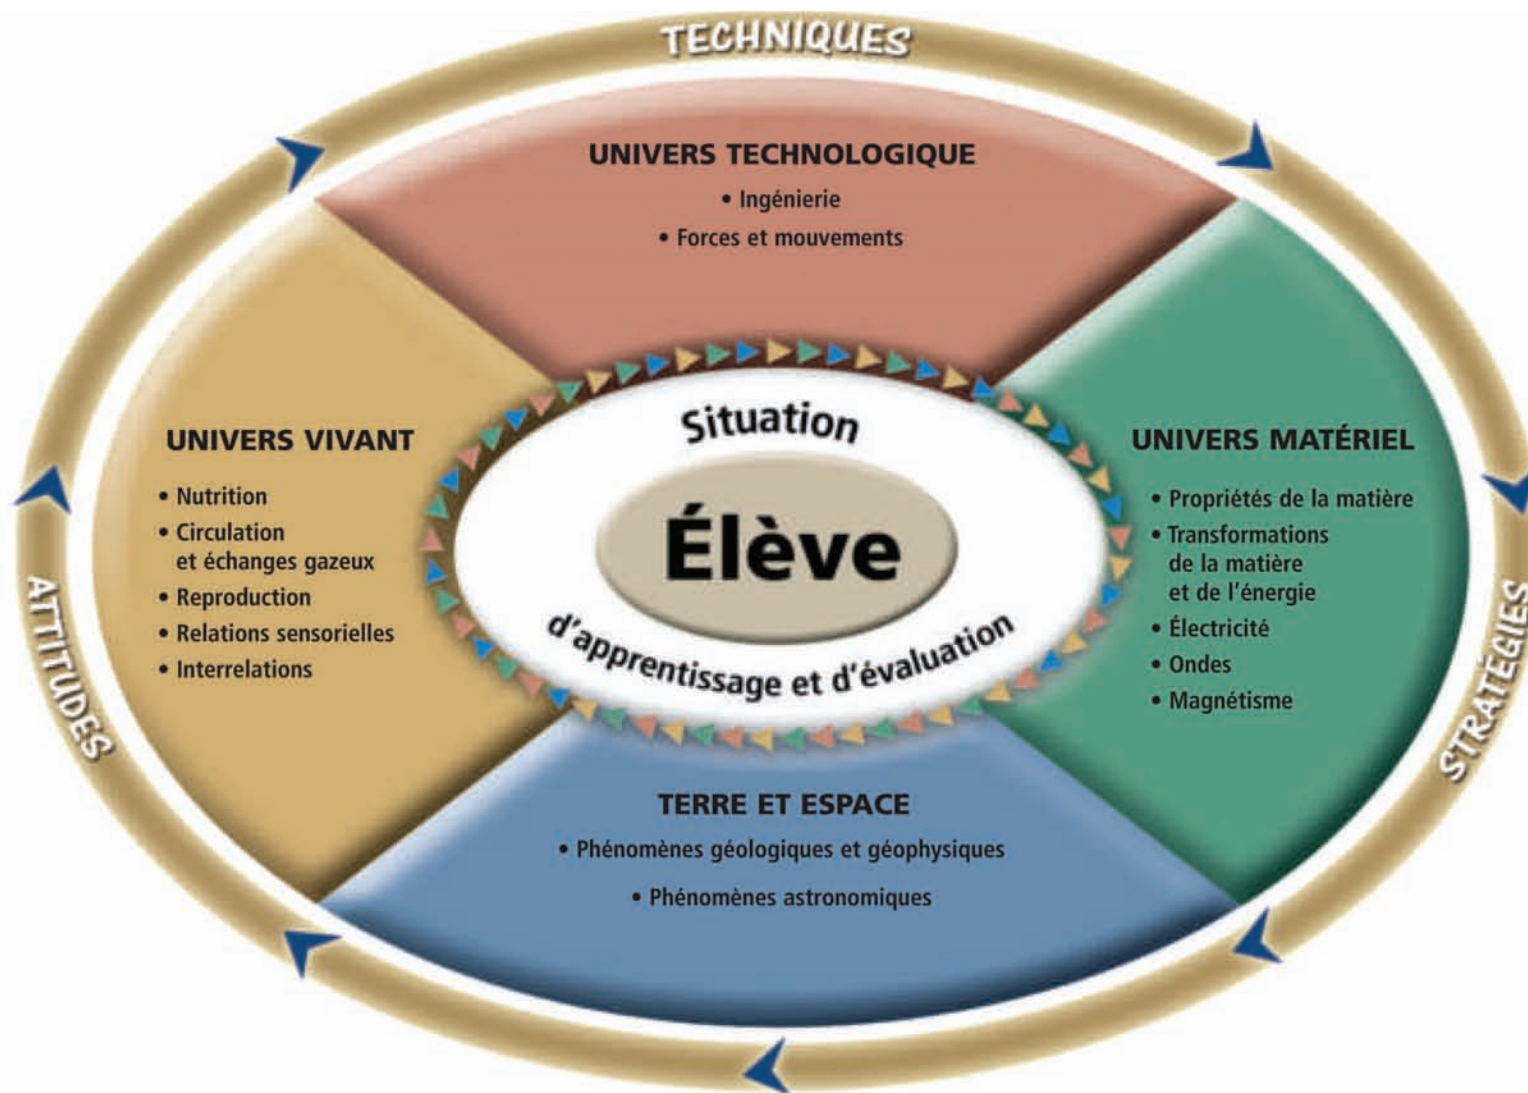 TECHNIQUES
UNIVERS TECHNOLOGIQUE
• Ingénierie
• Forces et mouvements
UNIVERS VIVANT
• Nutrition
• Circulation
et échanges gazeux
• Reproduction
• Relations sensorielles
• Interrelations
Situation
Élève
d'apprentissage et d'évaluation
UNIVERS MATÉRIEL
• Propriétés de la matière
• Transformations
de la matière
et de l'énergie
• Électricité
• Ondes
• Magnétisme
TERRE ET ESPACE
• Phénomènes géologiques et géophysiques
• Phénomènes astronomiques
ATTITUDES
STRATÉGIES